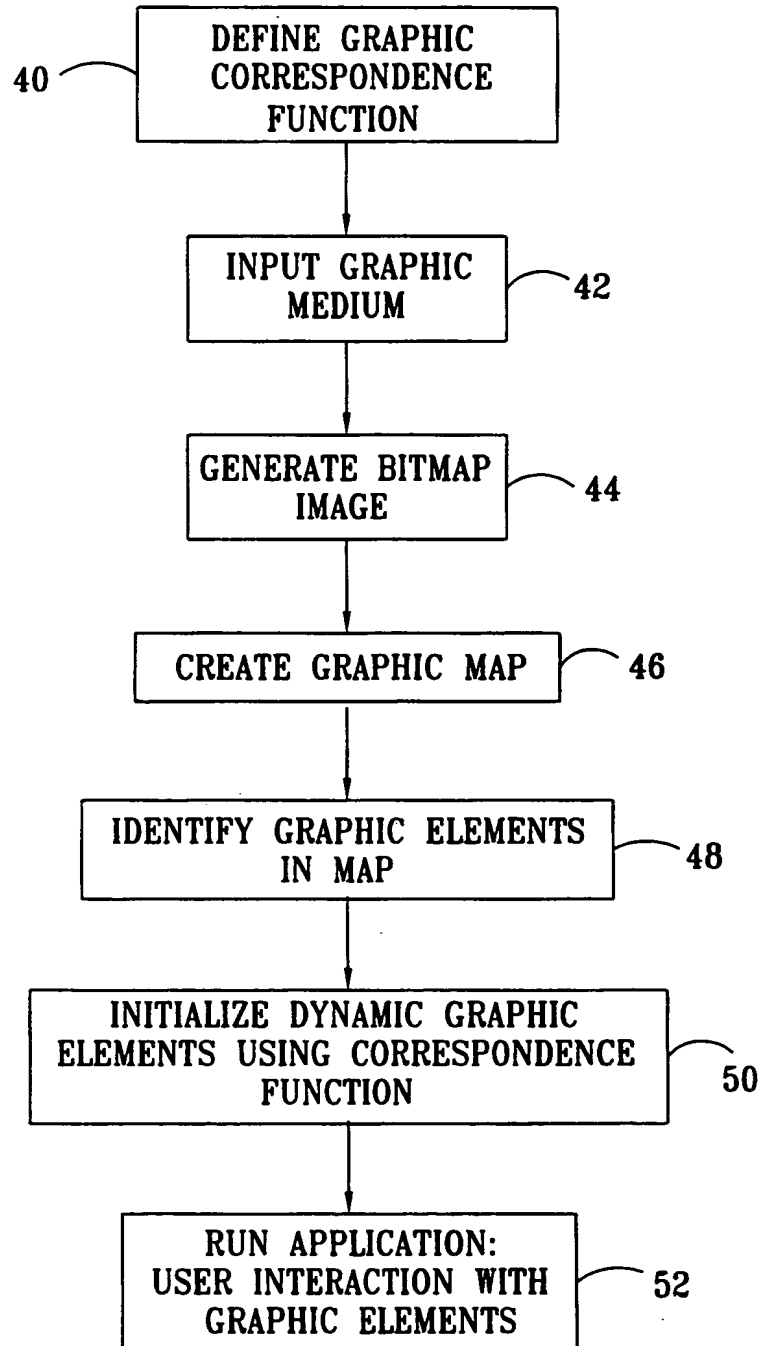 DEFINE GRAPHIC
CORRESPONDENCE
FUNCTION
40
INPUT GRAPHIC
MEDIUM
42
GENERATE BITMAP
IMAGE
44
CREATE GRAPHIC MAP
46
IDENTIFY GRAPHIC ELEMENTS
IN MAP
48
INITIALIZE DYNAMIC GRAPHIC
ELEMENTS USING CORRESPONDENCE
FUNCTION
50
RUN APPLICATION:
USER INTERACTION WITH
GRAPHIC ELEMENTS
52